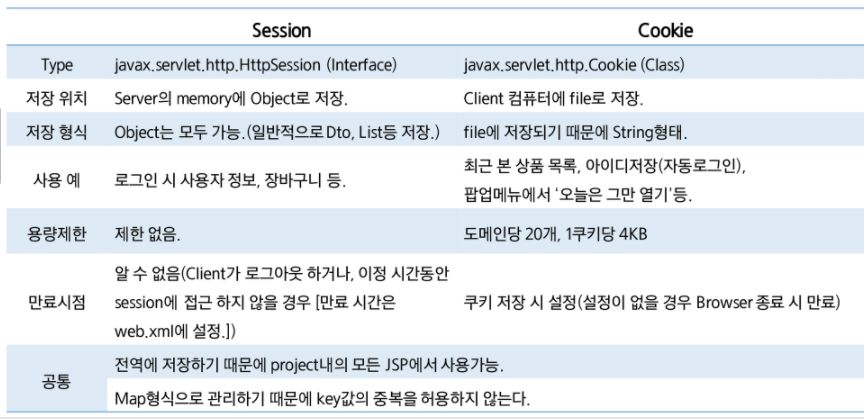 Session Cookie
Type javax.servlet.http.HttpSession (Interface) javax.servlet.http.Cookie (Class)
저장 위치 Server의 memory에 Object로 저장. Client 컴퓨터에 file로 저장.
저장 형식 Object는 모두 가능.(일반적으로 Dto, List등 저장.) file에 저장되기 때문에 String형태.
사용 예 로그인 시 사용자 정보, 장바구니 등. 최근 본 상품 목록, 아이디저장(자동로그인),
팝업메뉴에서 '오늘은 그만 열기'등.
용량제한 제한 없음. 도메인당 20개, 1쿠키당 4KB
만료시점 알 수 없음(Client가 로그아웃 하거나, 이정 시간동안
session에 접근 하지 않을 경우 [만료 시간은
web.xml에 설정.]) 쿠키 저장 시 설정(설정이 없을 경우 Browser 종료 시 만료)
공통 전역에 저장하기 때문에 project내의 모든 JSP에서 사용가능.
Map형식으로 관리하기 때문에 key값의 중복을 허용하지 않는다.